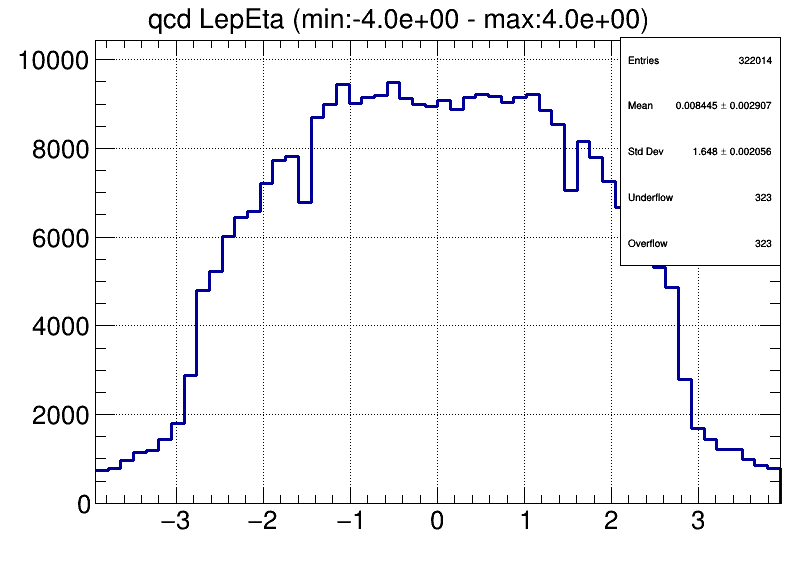 qcd LepEta (min:-4.0e+00 - max:4.0e+00)
Entries 322014
Mean 0.008445 ± 0.002907
Std Dev 1.648 ± 0.002056
Underflow 323
Overflow 323
10000
8000
6000
4000
2000
0
−3 −2 −1 0 1 2 3